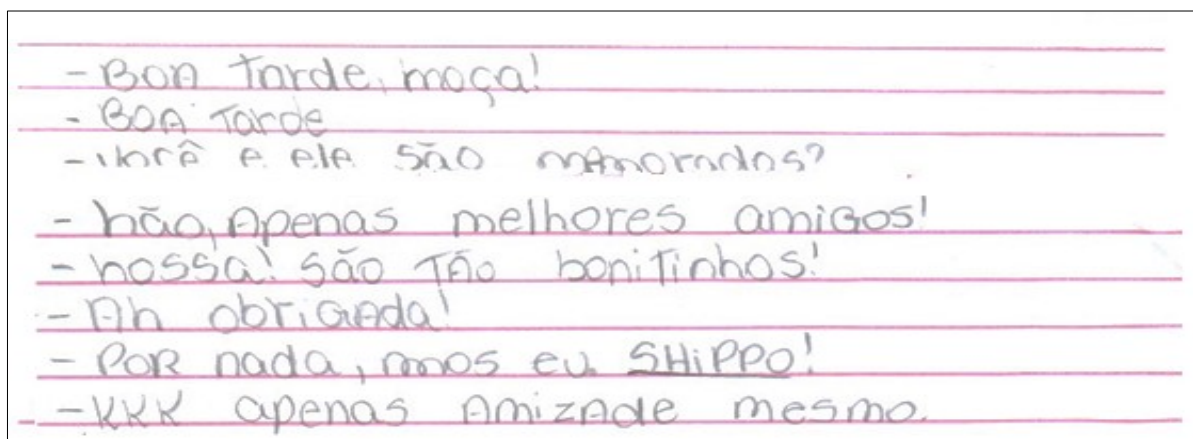 - BOA Tarde, moça!
- BOA Tarde
- você e ele são namorados?
- não, Apenas melhores amigos!
- nossa! São Tão bonitinhos!
- Ah obrigada!
- POR nada, mas eu SHiPPO!
- KKK apenas Amizade mesmo.